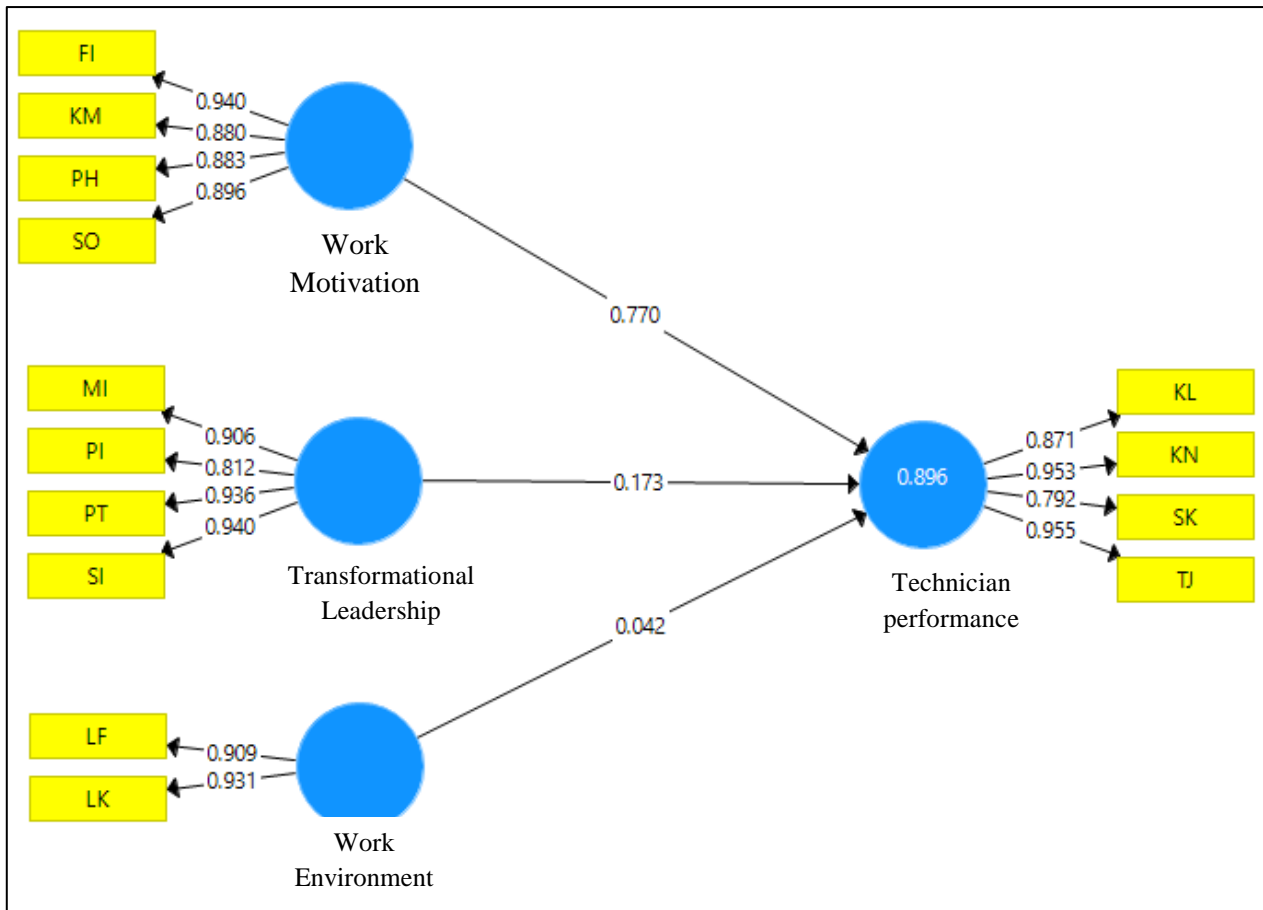 FI
KM
PH
SO
0.940
0.880
0.883
0.896
Work
Motivation
0.770
MI
PI
PT
SI
0.906
0.812
0.936
0.940
Transformational
Leadership
0.173
0.896
Technician
performance
0.871
0.953
0.792
0.955
KL
KN
SK
TJ
0.042
LF
LK
0.909
0.931
Work
Environment